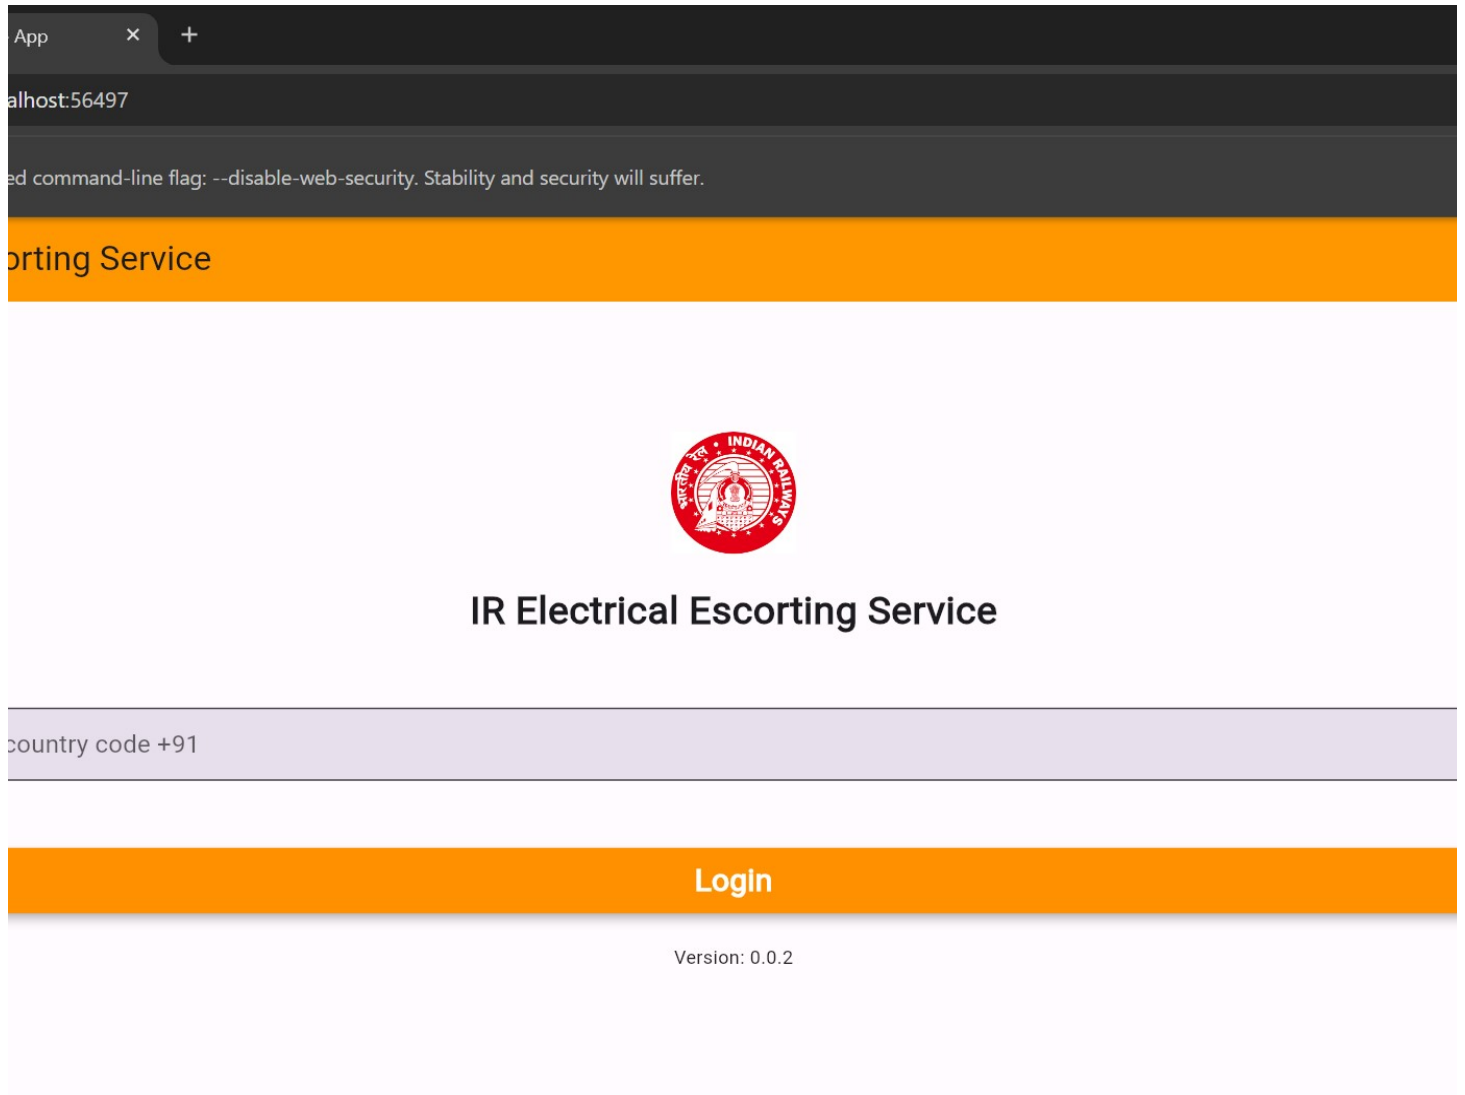 App
alhost:56497
ed command-line flag: --disable-web-security. Stability and security will suffer.
orting Service
भारतीय रेल • INDIAN RAILWAYS
IR Electrical Escorting Service
country code +91
Login
Version: 0.0.2